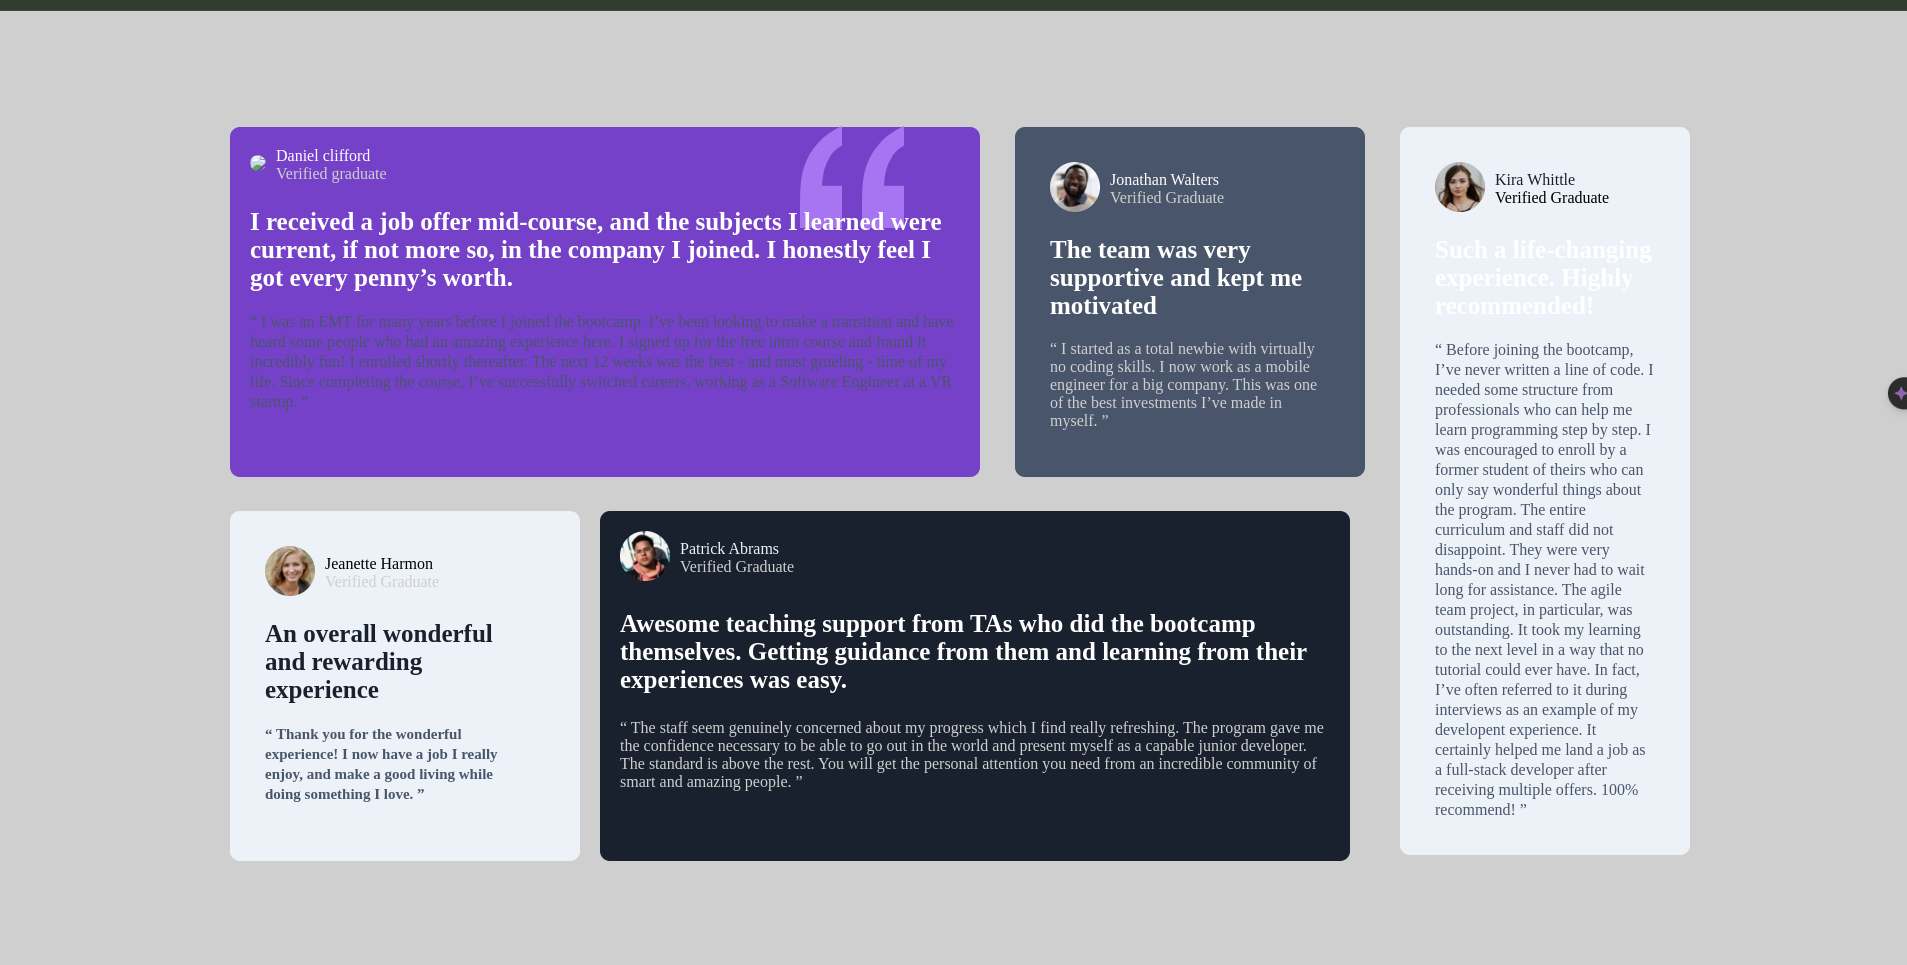 Daniel clifford
Verified graduate
I received a job offer mid-course, and the subjects I learned were
current, if not more so, in the company I joined. I honestly feel I
got every penny’s worth.
“ I was an EMT for many years before I joined the bootcamp. I’ve been looking to make a transition and have
heard some people who had an amazing experience here. I signed up for the free intro course and found it
incredibly fun! I enrolled shortly thereafter. The next 12 weeks was the best - and most grueling - time of my
life. Since completing the course, I’ve successfully switched careers, working as a Software Engineer at a VR
startup. ”
Jonathan Walters
Verified Graduate
The team was very
supportive and kept me
motivated
“ I started as a total newbie with virtually
no coding skills. I now work as a mobile
engineer for a big company. This was one
of the best investments I’ve made in
myself. ”
Kira Whittle
Verified Graduate
Such a life-changing
experience. Highly
recommended!
“ Before joining the bootcamp,
I’ve never written a line of code. I
needed some structure from
professionals who can help me
learn programming step by step. I
was encouraged to enroll by a
former student of theirs who can
only say wonderful things about
the program. The entire
curriculum and staff did not
disappoint. They were very
hands-on and I never had to wait
long for assistance. The agile
team project, in particular, was
outstanding. It took my learning
to the next level in a way that no
tutorial could ever have. In fact,
I’ve often referred to it during
interviews as an example of my
developent experience. It
certainly helped me land a job as
a full-stack developer after
receiving multiple offers. 100%
recommend! ”
Jeanette Harmon
Verified Graduate
An overall wonderful
and rewarding
experience
“ Thank you for the wonderful
experience! I now have a job I really
enjoy, and make a good living while
doing something I love. ”
Patrick Abrams
Verified Graduate
Awesome teaching support from TAs who did the bootcamp
themselves. Getting guidance from them and learning from their
experiences was easy.
“ The staff seem genuinely concerned about my progress which I find really refreshing. The program gave me
the confidence necessary to be able to go out in the world and present myself as a capable junior developer.
The standard is above the rest. You will get the personal attention you need from an incredible community of
smart and amazing people. ”